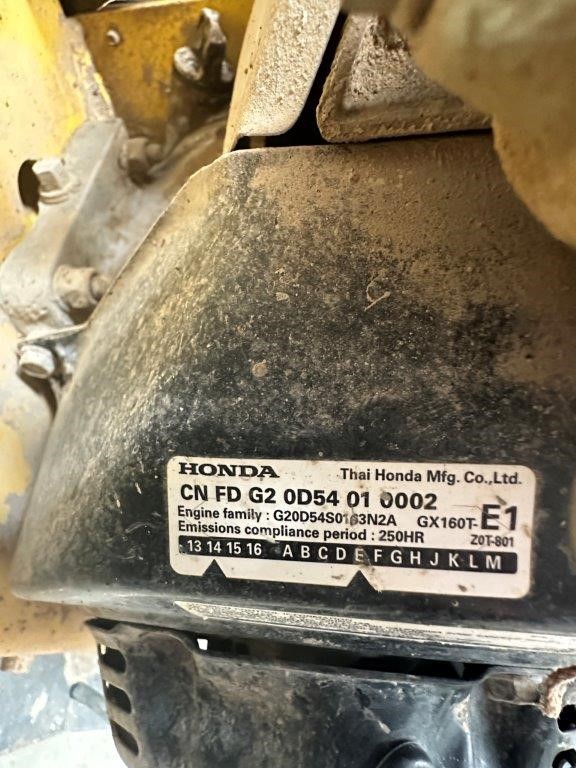 HONDA Thai Honda Mfg. Co.,Ltd.
CN FD G2 0D54 01 0002
Engine family : G20D54S0163N2A GX160T-E1
Emissions compliance period : 250HR Z0T-801
13 14 15 16 A B C D E F G H J K L M